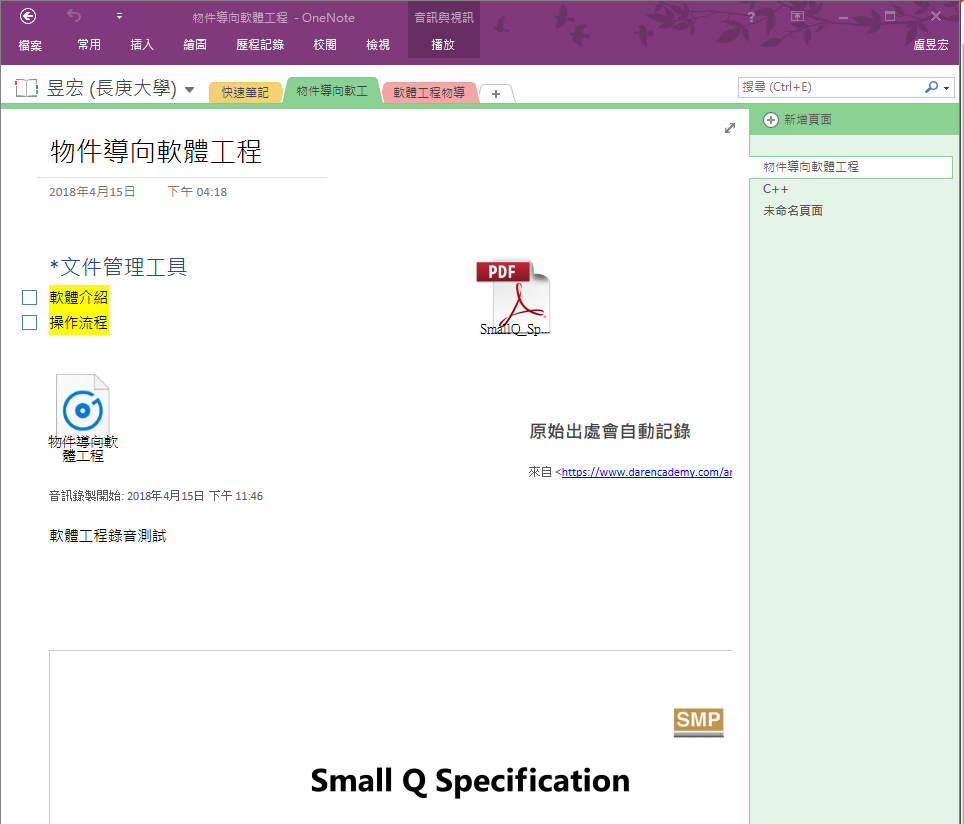 物件導向軟體工程 - OneNote
音訊與視訊
?
檔案 常用 插入 繪圖 歷程記錄 校閱 檢視 播放 盧昱宏
昱宏 (長庚大學)
快速筆記 物件導向軟工 軟體工程物導 +
搜尋 (Ctrl+E)
新增頁面
物件導向軟體工程
2018年4月15日 下午 04:18
物件導向軟體工程
C++
未命名頁面
*文件管理工具
軟體介紹
操作流程
PDF
SmallQ_Sp...
物件導向軟
體工程
原始出處會自動記錄
來自 <https://www.darencademy.com/ar
音訊錄製開始: 2018年4月15日 下午 11:46
軟體工程錄音測試
SMP
Small Q Specification